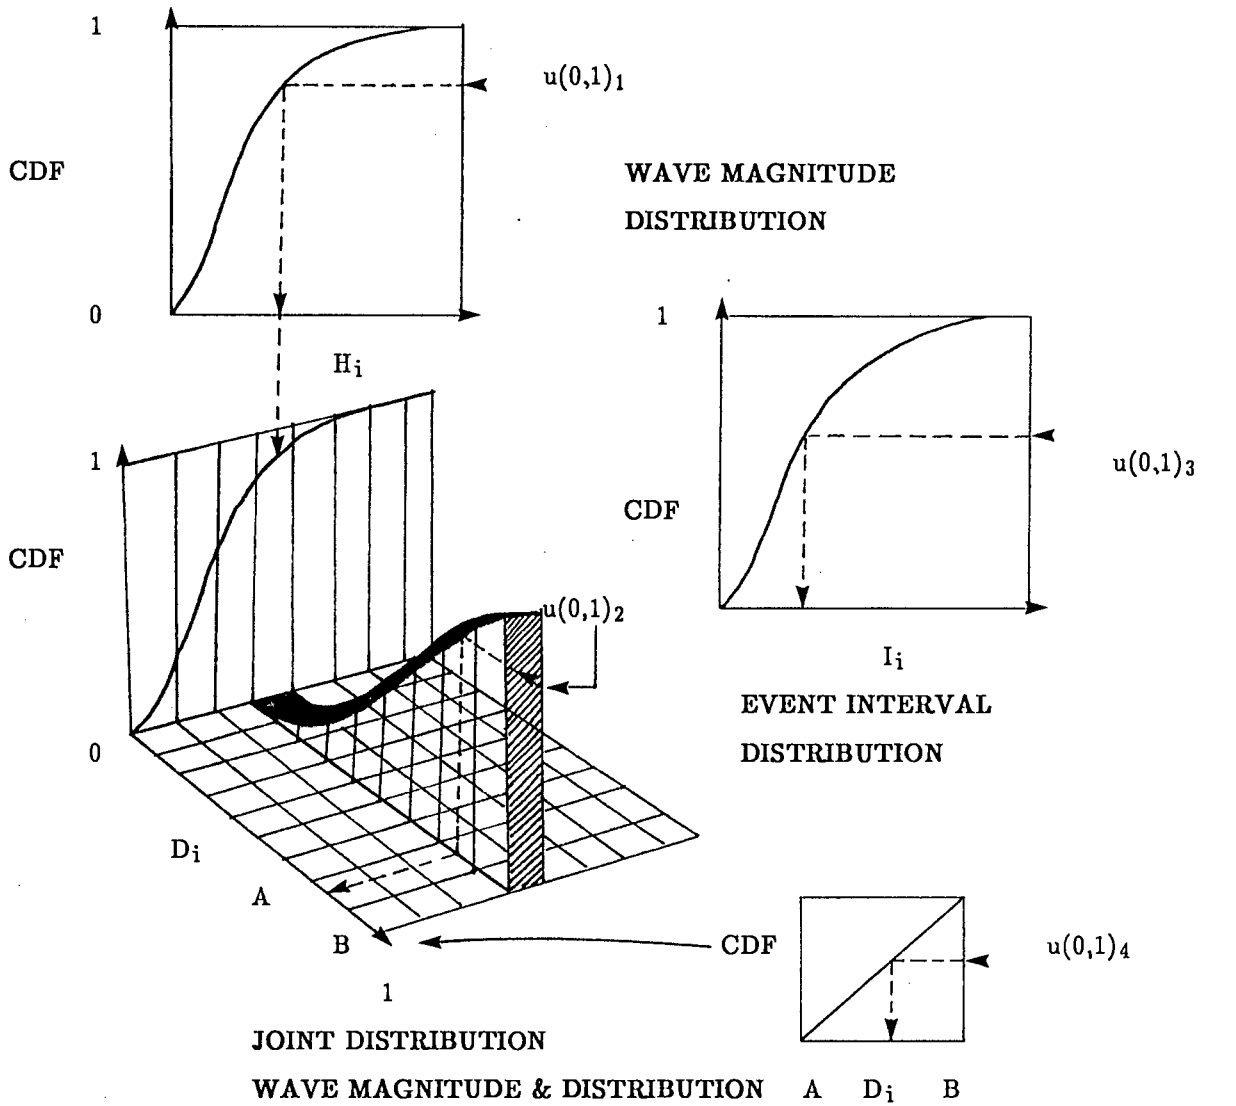 1
u(0,1)1
CDF
WAVE MAGNITUDE
DISTRIBUTION
0
Hi
1
u(0,1)3
CDF
Ii
EVENT INTERVAL
DISTRIBUTION
1
CDF
u(0,1)2
0
Di
A
B
1
JOINT DISTRIBUTION
WAVE MAGNITUDE & DISTRIBUTION
CDF
u(0,1)4
A Di B